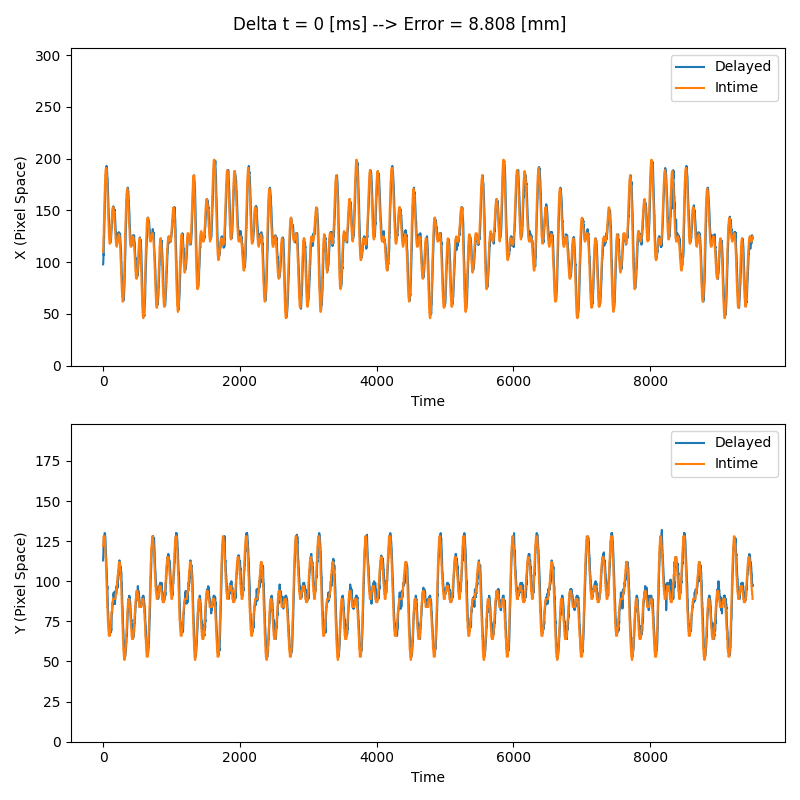 Delta t = 0 [ms] --> Error = 8.808 [mm]
300
250
200
150
100
50
0
X (Pixel Space)
Delayed
Intime
0
2000
4000
6000
8000
Time
175
150
125
100
75
50
25
0
Y (Pixel Space)
Delayed
Intime
0
2000
4000
6000
8000
Time